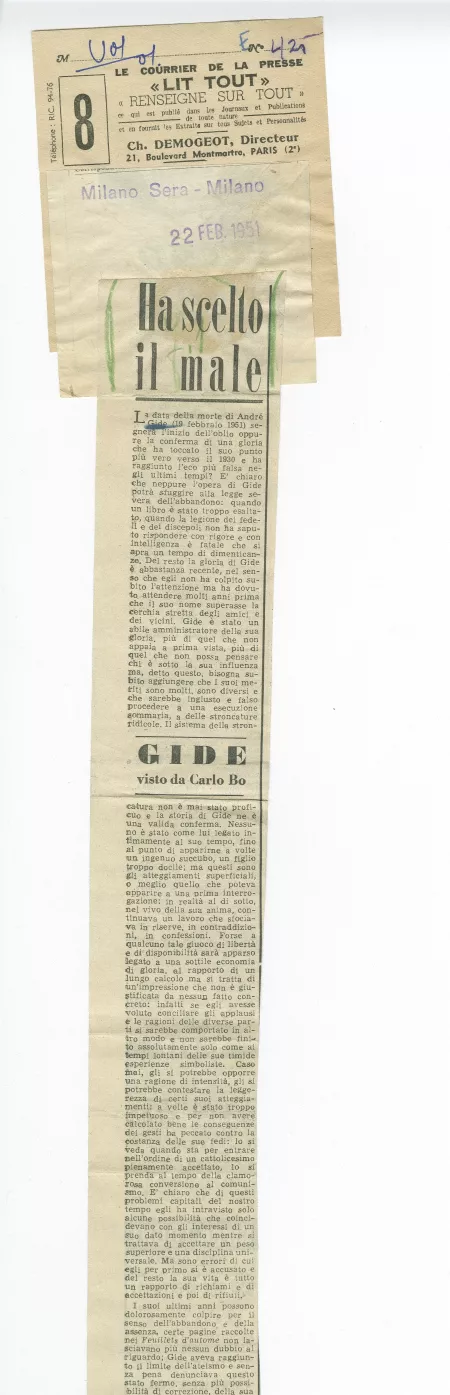 M Vol
01
Exo 425
Téléphone : RIC. 94-76
8
LE COURRIER DE LA PRESSE
« LIT TOUT »
« RENSEIGNE SUR TOUT »
ce qui est publié dans les Journaux et Publications
de toute nature
et en fournit les Extraits sur tous Sujets et Personnalités
Ch. DEMOGEOT, Directeur
21, Boulevard Montmartre, PARIS (2e)
Milano Sera - Milano
22 FEB. 1951
Ha scelto
il male
La data della morte di André
Gide (19 febbraio 1951) se-
gnerà l'inizio dell'oblio oppu-
re la conferma di una gloria
che ha toccato il suo punto
più vero verso il 1930 e ha
raggiunto l'eco più falsa ne-
gli ultimi tempi? E' chiaro
che neppure l'opera di Gide
potrà sfuggire alla legge se-
vera dell'abbandono: quando
un libro è stato troppo esalta-
to, quando la legione dei fede-
li e dei discepoli non ha sapu-
to rispondere con rigore e con
intelligenza è fatale che si
apra un tempo di dimentican-
ze. Del resto la gloria di Gide
è abbastanza recente, nel sen-
so che egli non ha colpito su-
bito l'attenzione ma ha dovu-
to attendere molti anni prima
che il suo nome superasse la
cerchia stretta degli amici e
dei vicini. Gide è stato un
abile amministratore della sua
gloria, più di quel che non
appaia a prima vista, più di
quel che non possa pensare
chi è sotto la sua influenza
ma, detto questo, bisogna su-
bito aggiungere che i suoi me-
riti sono molti, sono diversi e
che sarebbe ingiusto e falso
procedere a una esecuzione
sommaria, a delle stroncature
ridicole. Il sistema della stron-
GIDE
visto da Carlo Bo
catura non è mai stato profi-
cuo e la storia di Gide ne è
una valida conferma. Nessu-
no è stato come lui legato in-
timamente al suo tempo, fino
al punto di apparirne a volte
un ingenuo succubo, un figlio
troppo docile; ma questi sono
gli atteggiamenti superficiali,
o meglio quello che poteva
apparire a una prima interro-
gazione: in realtà al di sotto,
nel vivo della sua anima, con-
tinuava un lavoro che sfocia-
va in riserve, in contraddizio-
ni, in confessioni. Forse a
qualcuno tale giuoco di libertà
e di disponibilità sarà apparso
legato a una sottile economia
di gloria, al rapporto di un
lungo calcolo ma si tratta di
un'impressione che non è giu-
stificata da nessun fatto con-
creto: infatti se egli avesse
voluto conciliare gli applausi
e le ragioni delle diverse par-
ti si sarebbe comportato in al-
tro modo e non sarebbe fini-
to assolutamente solo come ai
tempi lontani delle sue timide
esperienze simboliste. Caso
mai, gli si potrebbe opporre
una ragione di intensità, gli si
potrebbe contestare la legge-
rezza di certi suoi atteggia-
menti: a volte è stato troppo
impetuoso e per non avere
calcolato bene le conseguenze
dei gesti ha peccato contro la
costanza delle sue fedi: lo si
veda quando sta per entrare
nell'ordine di un cattolicesimo
pienamente accettato, lo si
prenda al tempo della clamo-
rosa conversione al comuni-
smo. E' chiaro che di questi
problemi capitali del nostro
tempo egli ha intravisto solo
alcune possibilità che coinci-
devano con gli interessi di un
suo dato momento mentre si
trattava di accettare un peso
superiore e una disciplina uni-
versale. Ma sono errori di cui
egli per primo si è accusato e
del resto la sua vita è tutto
un rapporto di richiami e di
accettazioni e poi di rifiuti.
I suoi ultimi anni possono
dolorosamente colpire per il
senso dell'abbandono e della
assenza, certe pagine raccolte
nei Feuillets d'automne non la-
sciavano più nessun dubbio al
riguardo; Gide aveva raggiun-
to il limite dell'ateismo e sen-
za pena denunciava questo
stato fermo, senza più possi-
bilità di correzione, della sua